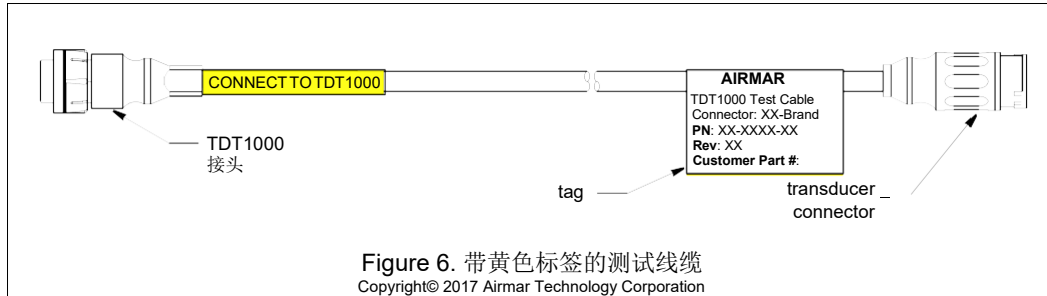 CONNECT TO TDT1000
AIRMAR
TDT1000 Test Cable
Connector: XX-Brand
PN: XX-XXXX-XX
Rev: XX
Customer Part #:
TDT1000
接头
tag
transducer
connector
Figure 6. 带黄色标签的测试线缆
Copyright© 2017 Airmar Technology Corporation